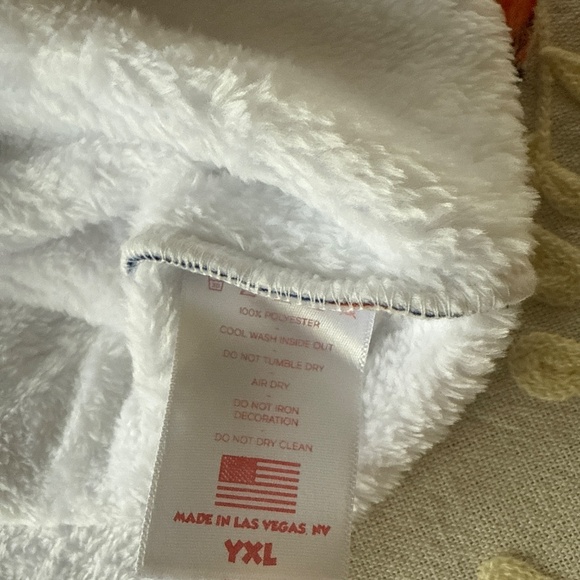 100% POLYESTER
-
COOL WASH INSIDE OUT
-
DO NOT TUMBLE DRY
-
AIR DRY
-
DO NOT IRON
DECORATION
-
DO NOT DRY CLEAN
MADE IN LAS VEGAS, NV
YXL